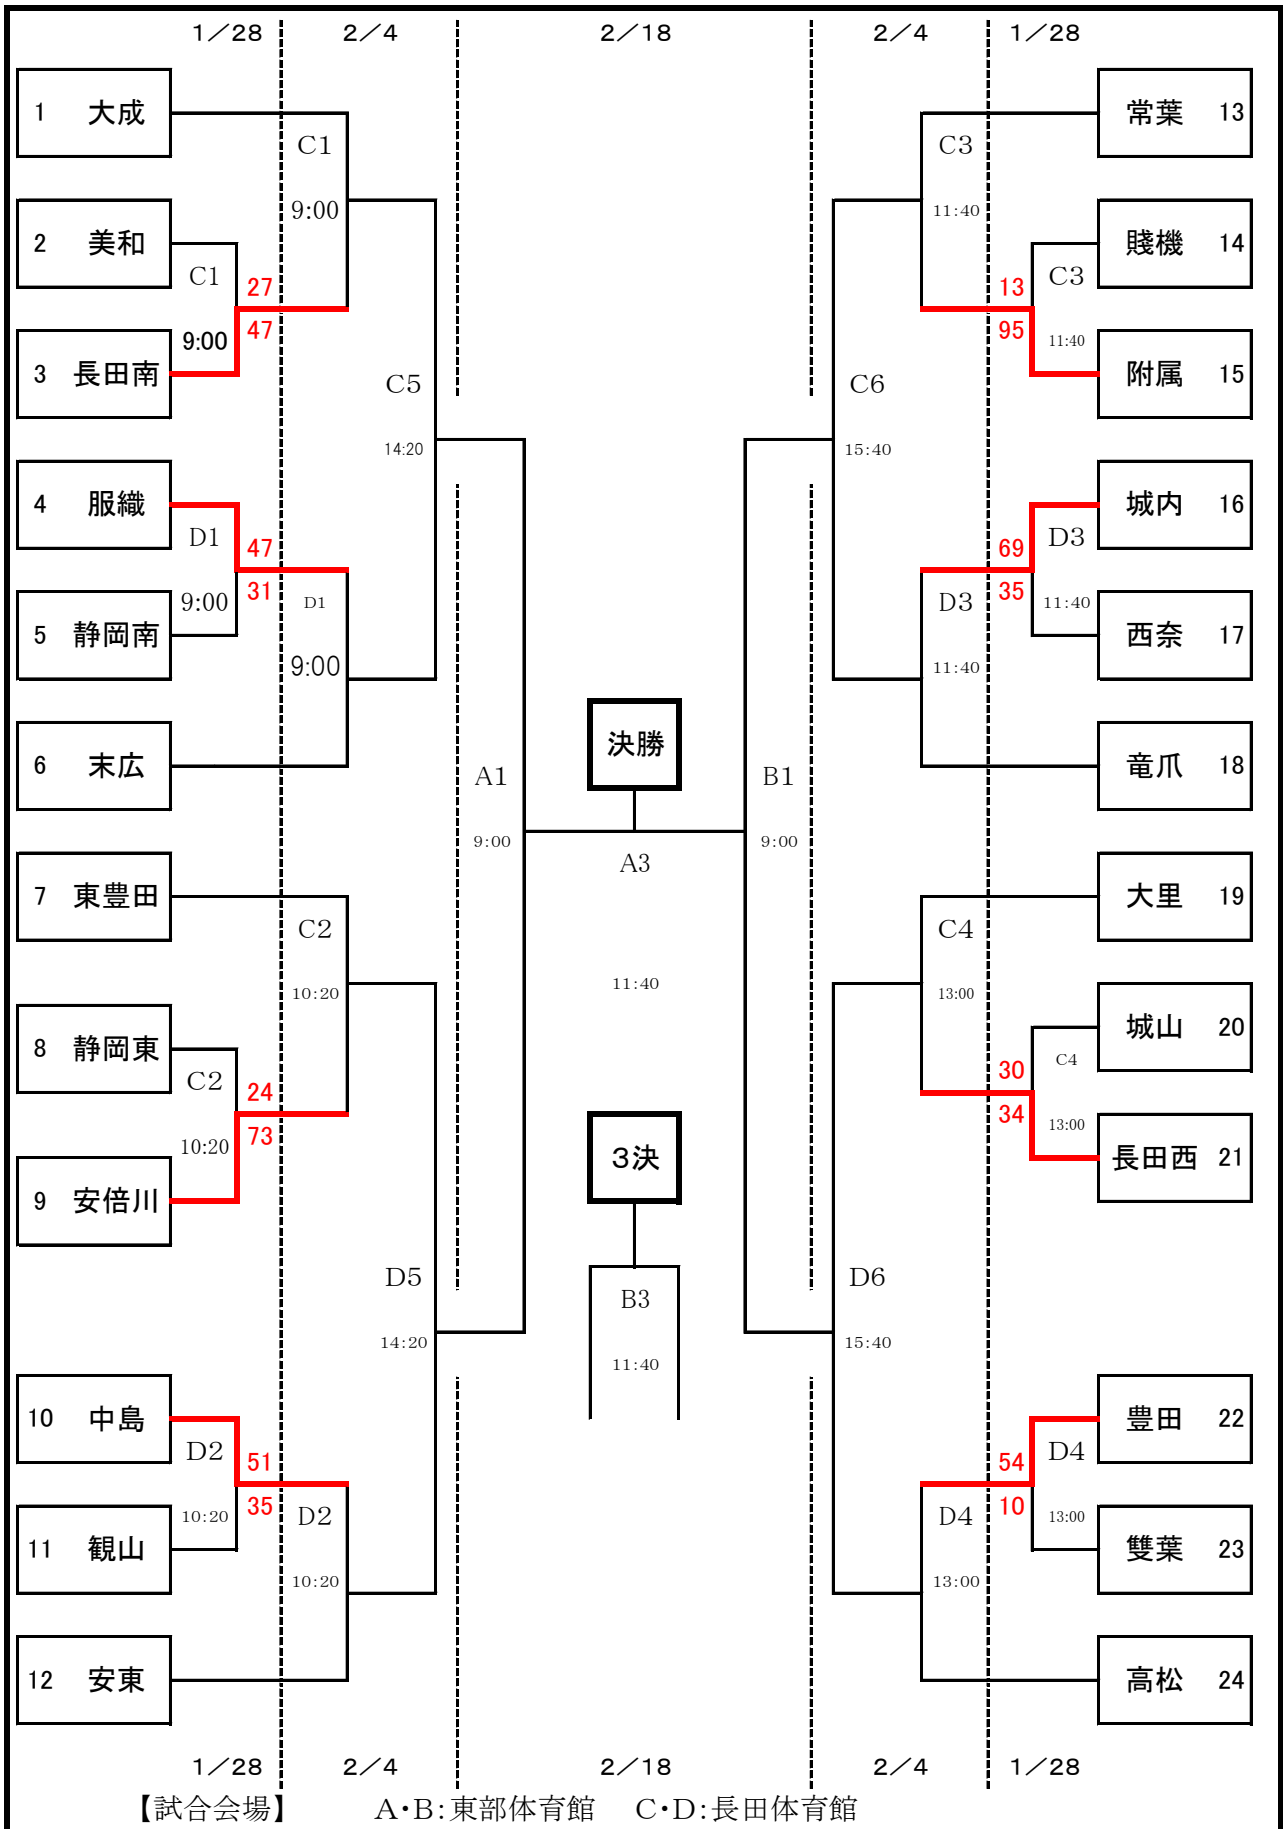 1／28 2／4 2／18 2／4 1／28
1 大成
C1
9:00
2 美和
C1
27
47
9:00
3 長田南
C5
14:20
4 服織
D1
47
31
9:00
D1
5 静岡南
9:00
6 末広
A1
9:00
7 東豊田
C2
10:20
8 静岡東
C2
24
73
10:20
9 安倍川
D5
14:20
10 中島
D2
51
35
10:20
D2
11 観山
10:20
12 安東
決勝
A3
11:40
3決
B3
11:40
常葉 13
C3
11:40
賤機 14
13
C3
95
11:40
附属 15
C6
15:40
城内 16
69
D3
35
D3
11:40
西奈 17
11:40
竜爪 18
B1
9:00
大里 19
C4
13:00
城山 20
30
C4
34
13:00
長田西 21
D6
15:40
豊田 22
54
D4
10
D4
13:00
雙葉 23
13:00
高松 24
1／28 2／4 2／18 2／4 1／28
【試合会場】 A・B：東部体育館 C・D：長田体育館